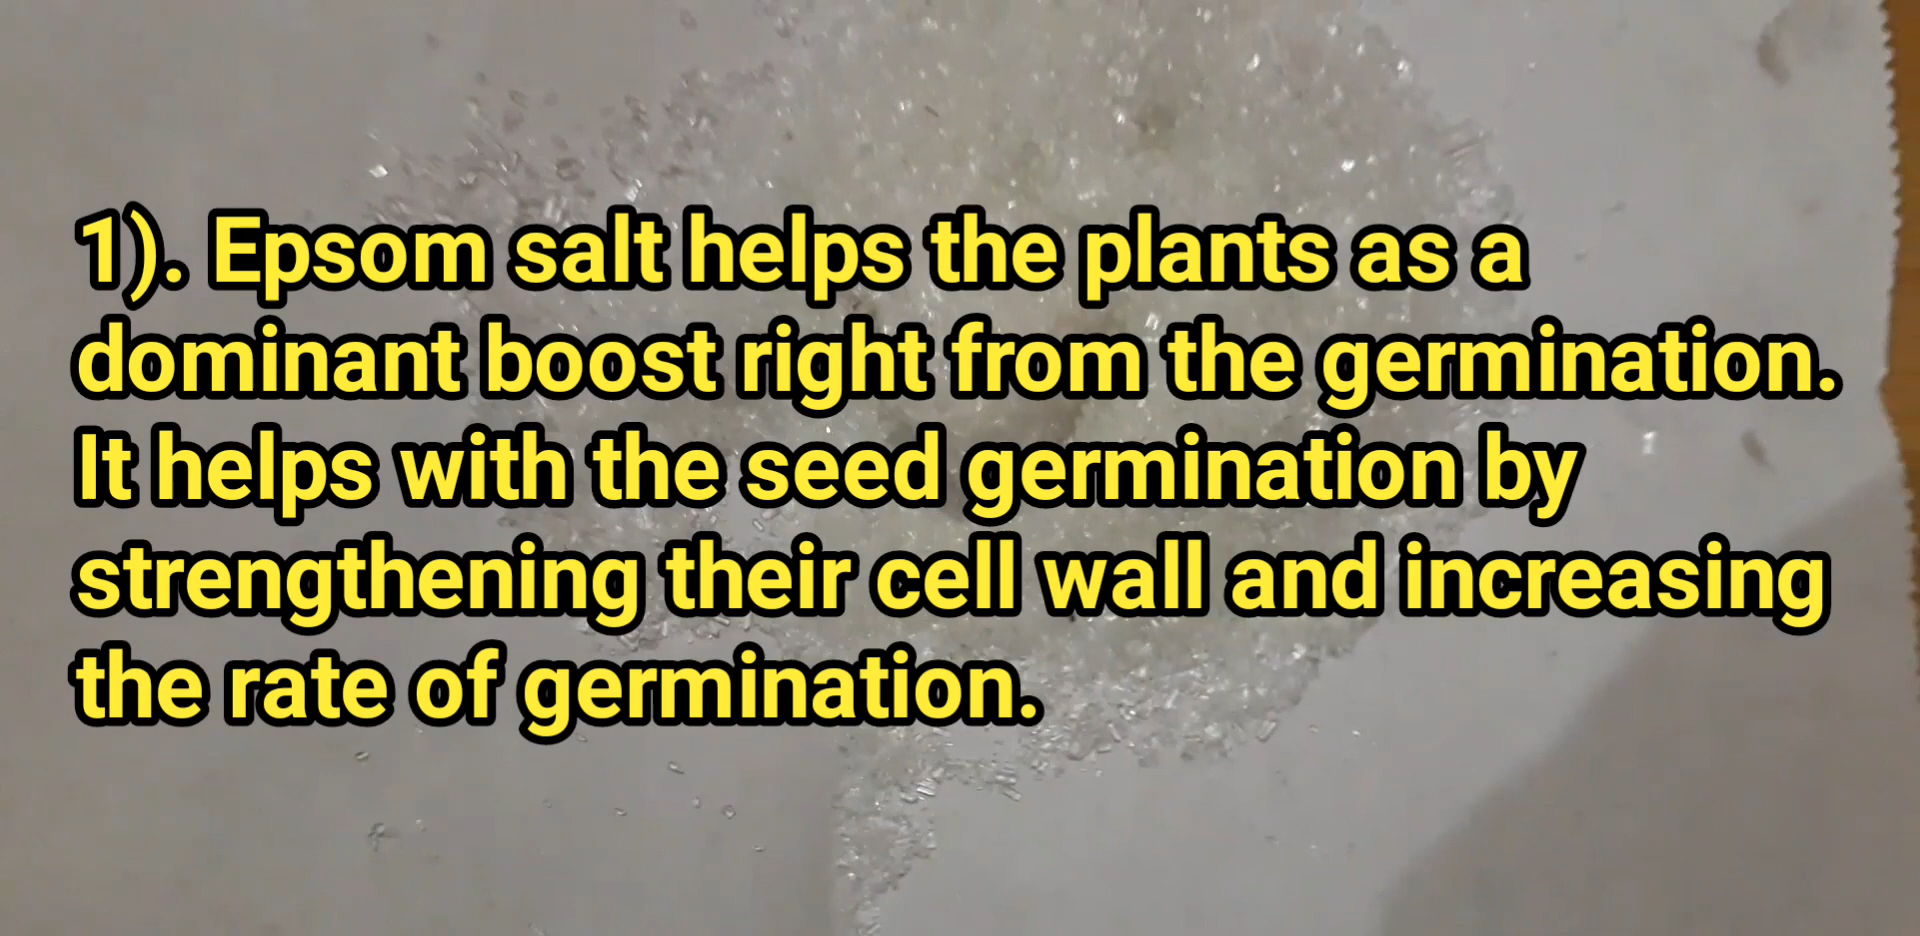 1). Epsom salt helps the plants as a
dominant boost right from the germination.
It helps with the seed germination by
strengthening their cell wall and increasing
the rate of germination.